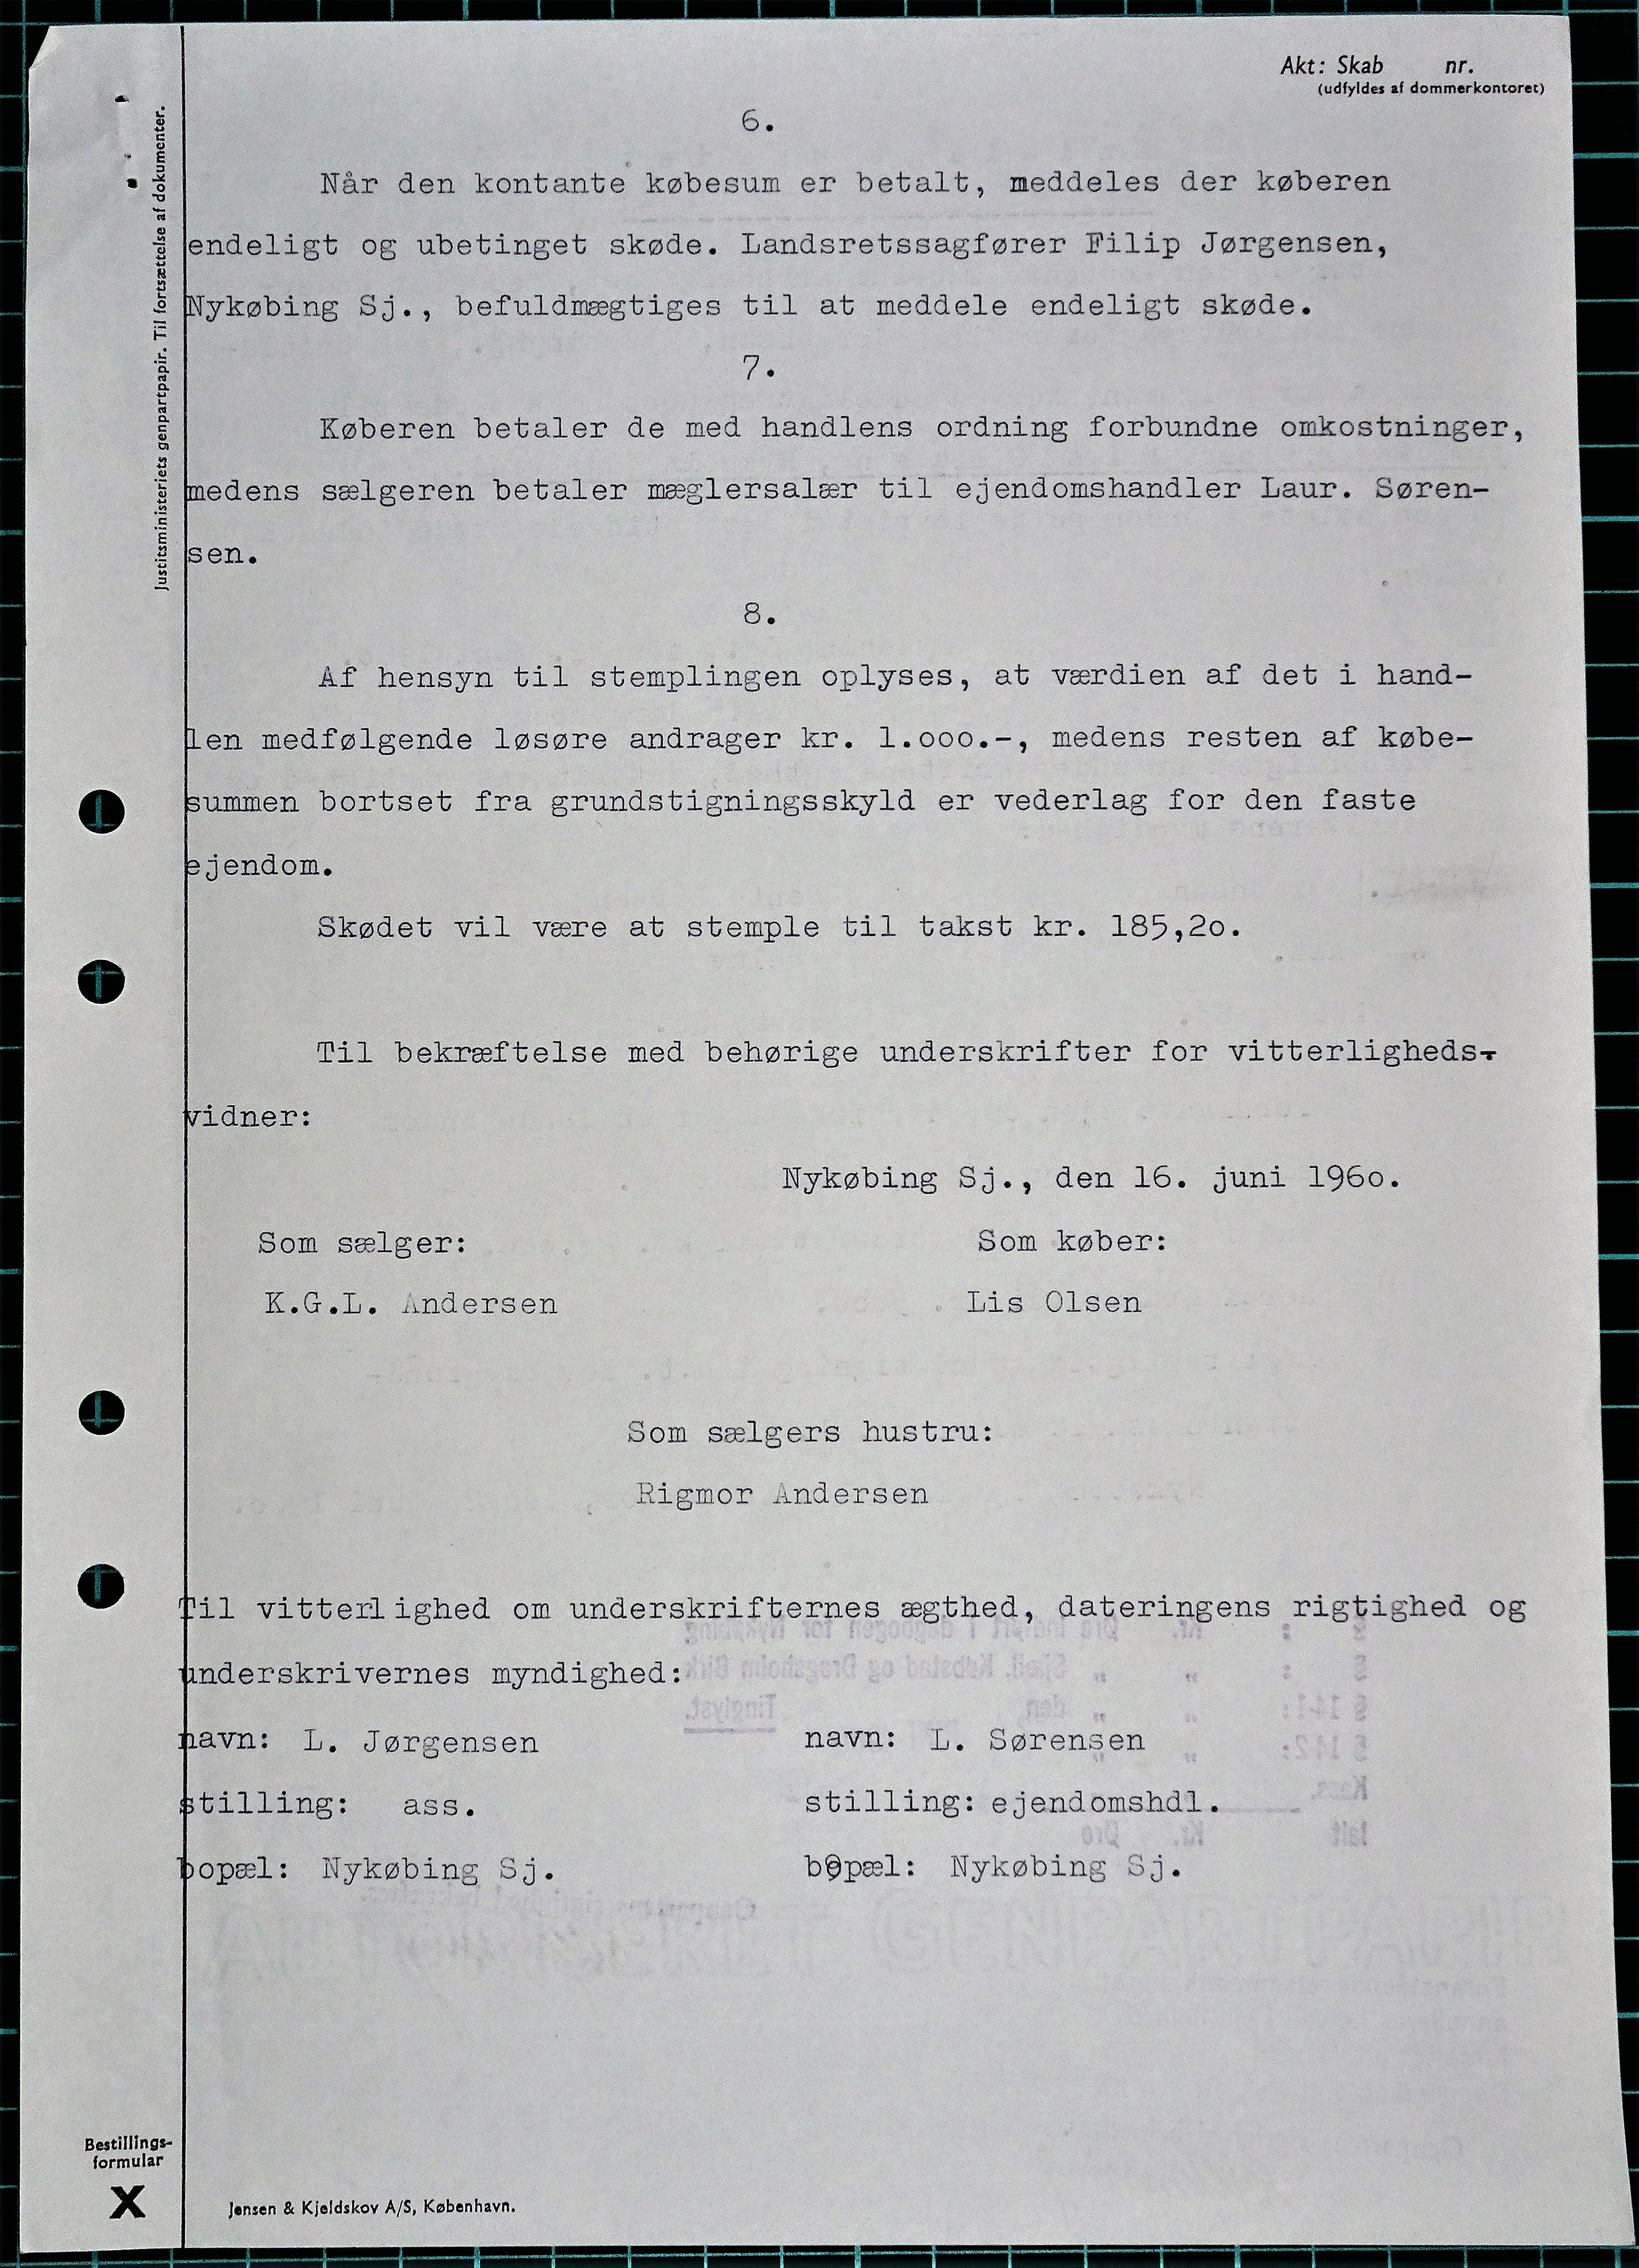 Akt: Skab nr.
(udfyldes af dommerkontoret)
Justitsministeriets genpartpapir. Til fortsættelse af dokumenter.
6.
Når den kontante købesum er betalt, meddeles der køberen
endeligt og ubetinget skøde. Landsretssagfører Filip Jørgensen,
Nykøbing Sj., befuldmægtiges til at meddele endeligt skøde.
7.
Køberen betaler de med handlens ordning forbundne omkostninger,
medens sælgeren betaler mæglersalær til ejendomshandler Laur. Søren-
sen.
8.
Af hensyn til stemplingen oplyses, at værdien af det i hand-
len medfølgende løsøre andrager kr. 1.ooo.-, medens resten af købe-
summen bortset fra grundstigningsskyld er vederlag for den faste
ejendom.
Skødet vil være at stemple til takst kr. 185,2o.
Til bekræftelse med behørige underskrifter for vitterligheds-
vidner:
Nykøbing Sj., den 16. juni 196o.
Som sælger: Som køber:
K.G.L. Andersen Lis Olsen
Som sælgers hustru:
Rigmor Andersen
Til vitterlighed om underskrifternes ægthed, dateringens rigtighed og
underskrivernes myndighed:
navn: L. Jørgensen navn: L. Sørensen
stilling: ass. stilling: ejendomshdl.
bopæl: Nykøbing Sj. bopæl: Nykøbing Sj.
Bestillings-
formular
X
Jensen & Kjeldskov A/S, København.